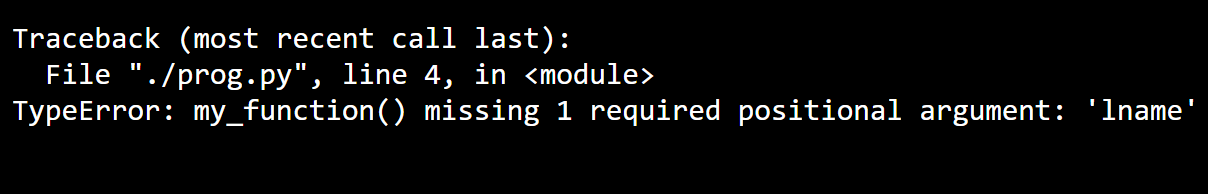 Traceback (most recent call last):
  File "./prog.py", line 4, in <module>
TypeError: my_function() missing 1 required positional argument: 'lname'